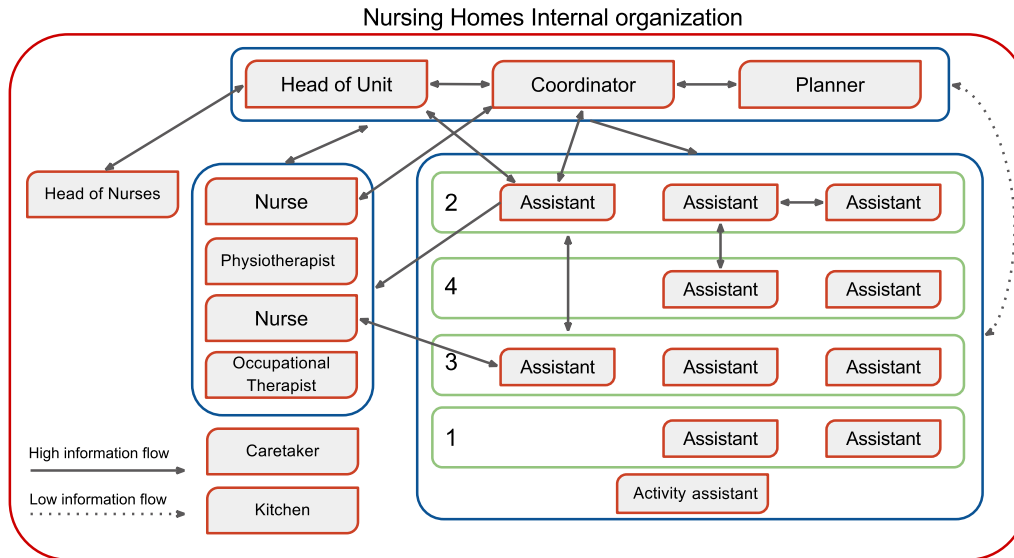 Nursing Homes Internal organization
Head of Unit
Coordinator
Planner
Head of Nurses
Nurse
Physiotherapist
Nurse
Occupational
Therapist
Caretaker
Kitchen
2
Assistant
Assistant
Assistant
4
Assistant
Assistant
3
Assistant
Assistant
Assistant
1
Assistant
Assistant
Activity assistant
High information flow
Low information flow